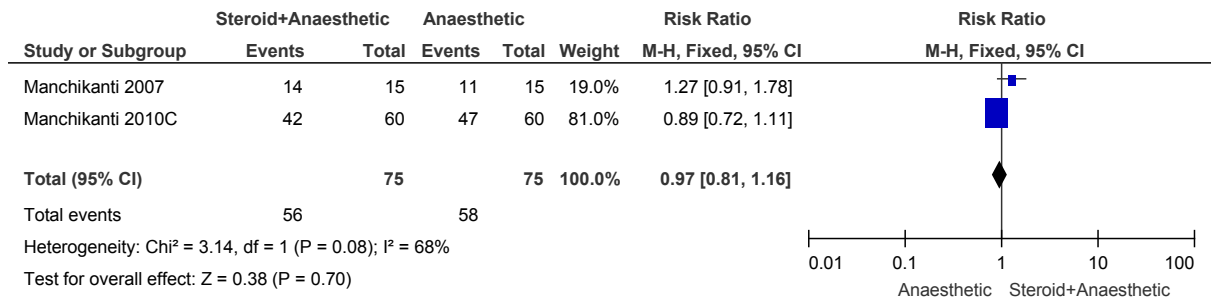 Steroid+Anaesthetic Anaesthetic Risk Ratio Risk Ratio
Study or Subgroup Events Total Events Total Weight M-H, Fixed, 95% CI M-H, Fixed, 95% CI
Manchikanti 2007 14 15 11 15 19.0% 1.27 [0.91, 1.78]
Manchikanti 2010C 42 60 47 60 81.0% 0.89 [0.72, 1.11]
Total (95% CI) 75 75 100.0% 0.97 [0.81, 1.16]
Total events 56 58
Heterogeneity: Chi² = 3.14, df = 1 (P = 0.08); I² = 68%
Test for overall effect: Z = 0.38 (P = 0.70)
0.01 0.1 1 10 100
Anaesthetic Steroid+Anaesthetic